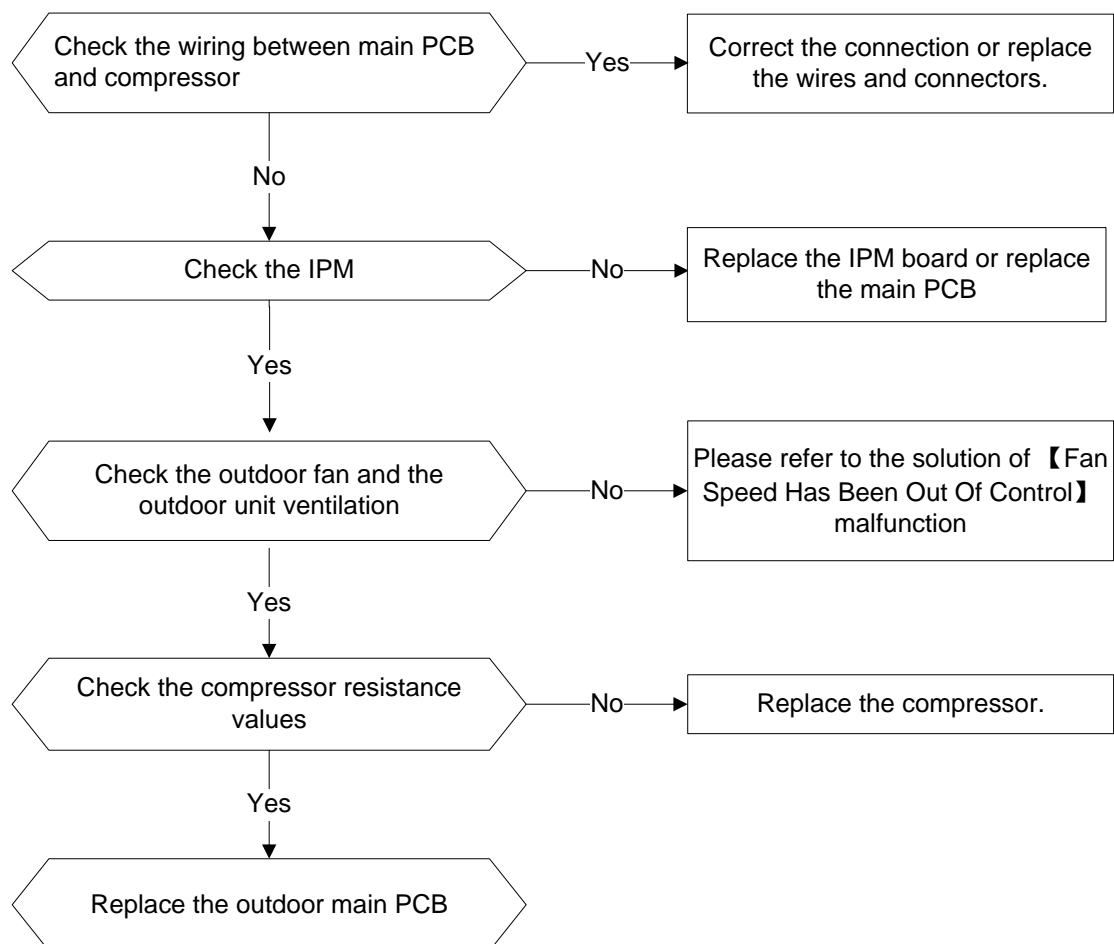 Check the wiring between main PCB
and compressor
Yes
Correct the connection or replace
the wires and connectors.
No
Check the IPM
No
Replace the IPM board or replace
the main PCB
Yes
Check the outdoor fan and the
outdoor unit ventilation
No
Please refer to the solution of 【Fan
Speed Has Been Out Of Control】
malfunction
Yes
Check the compressor resistance
values
No
Replace the compressor.
Yes
Replace the outdoor main PCB